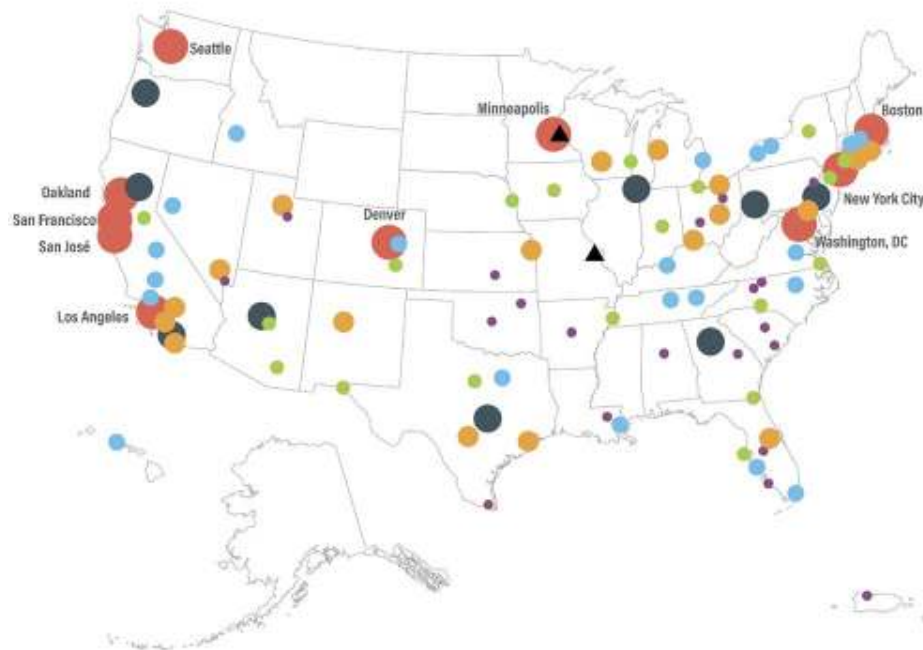 Seattle
Minneapolis
Boston
Oakland
San Francisco
San José
Denver
New York City
Washington, DC
Los Angeles